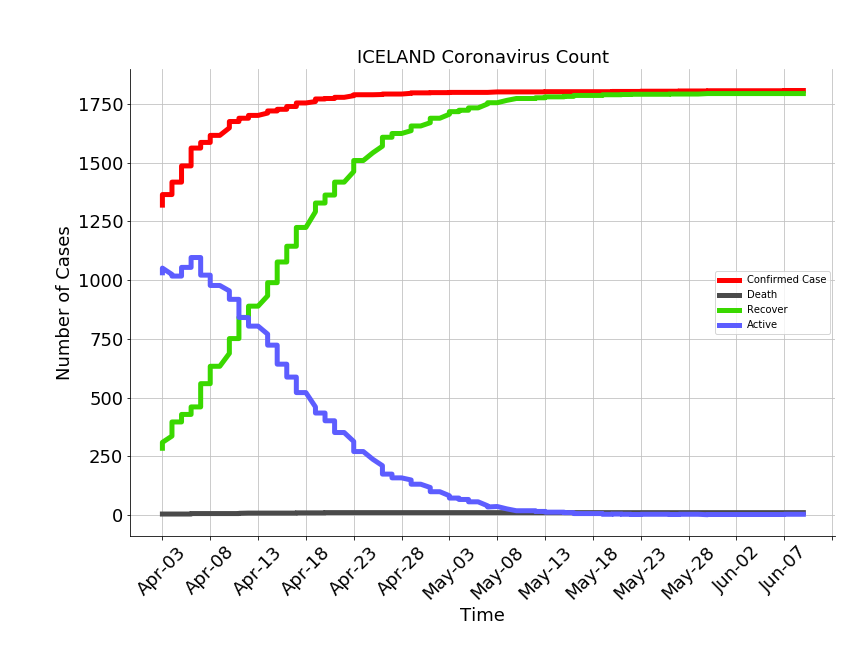 ICELAND Coronavirus Count
Number of Cases
1750
1500
1250
1000
750
500
250
0
Confirmed Case
Death
Recover
Active
Apr-03
Apr-08
Apr-13
Apr-18
Apr-23
Apr-28
May-03
May-08
May-13
May-18
May-23
May-28
Jun-02
Jun-07
Time